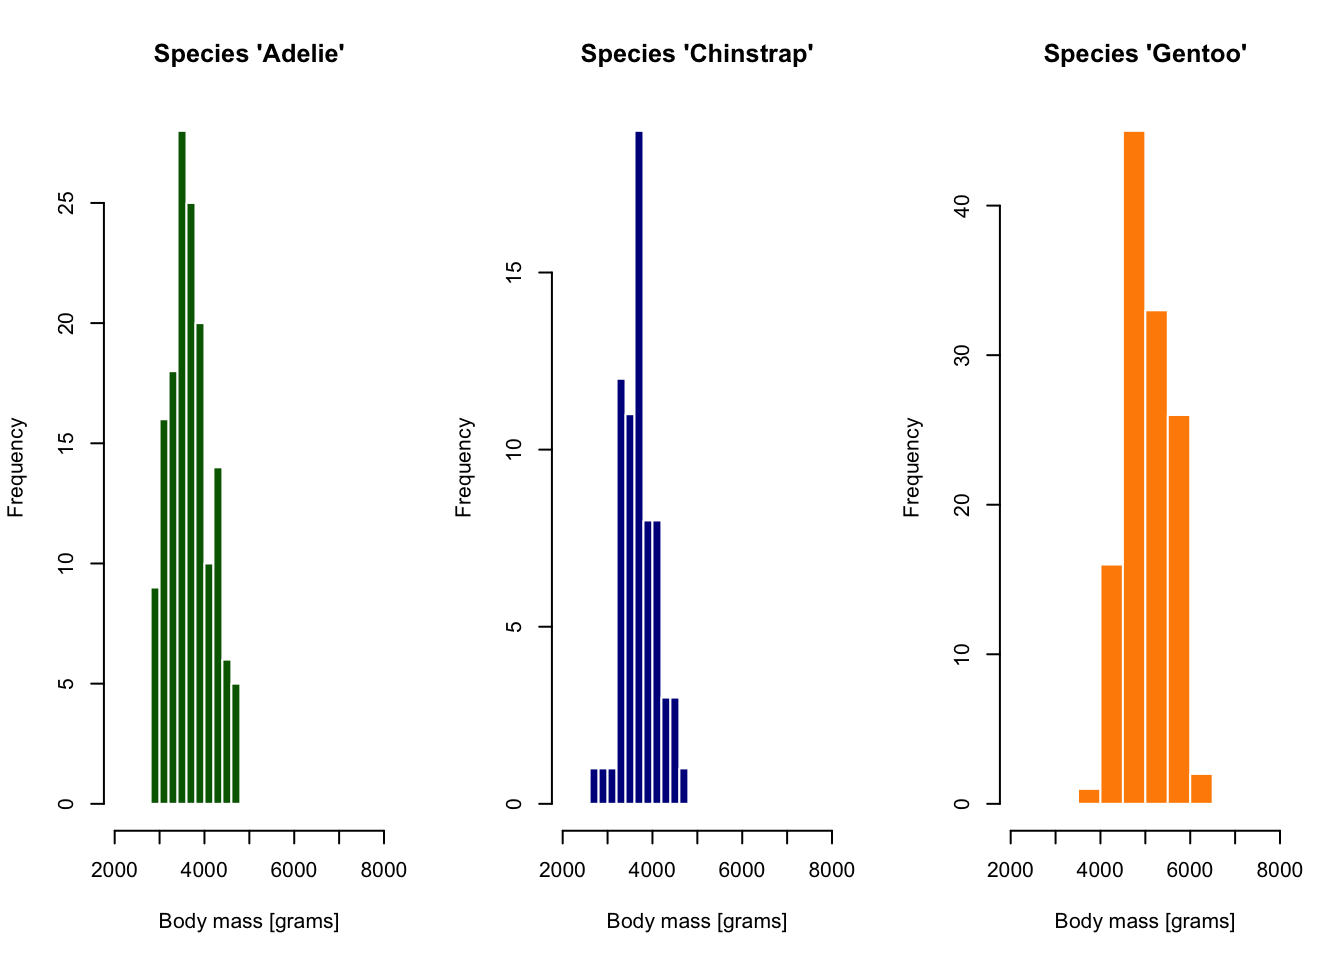 Species 'Adelie'
Frequency
0 5 10 15 20 25
2000 4000 6000 8000
Body mass [grams]
Species 'Chinstrap'
Frequency
0 5 10 15
2000 4000 6000 8000
Body mass [grams]
Species 'Gentoo'
Frequency
0 10 20 30 40
2000 4000 6000 8000
Body mass [grams]